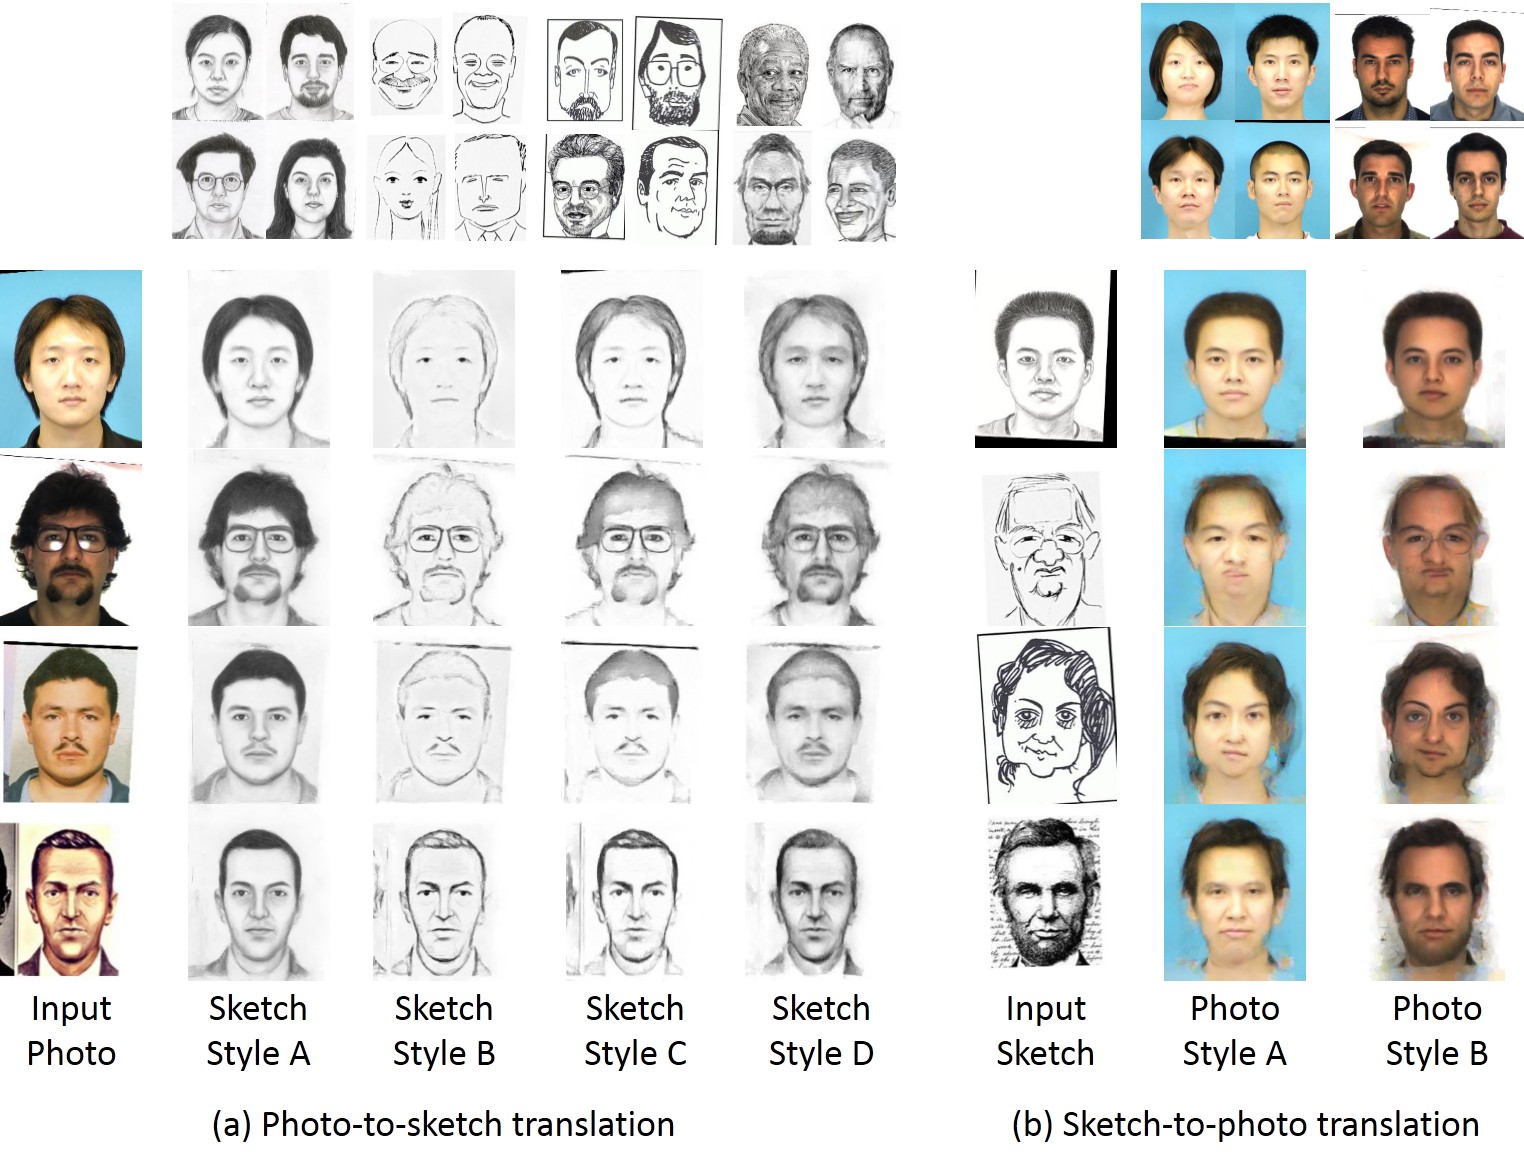 Input
Photo
Sketch
Style A
Sketch
Style B
Sketch
Style C
Sketch
Style D
Input
Sketch
Photo
Style A
Photo
Style B
(a) Photo-to-sketch translation
(b) Sketch-to-photo translation